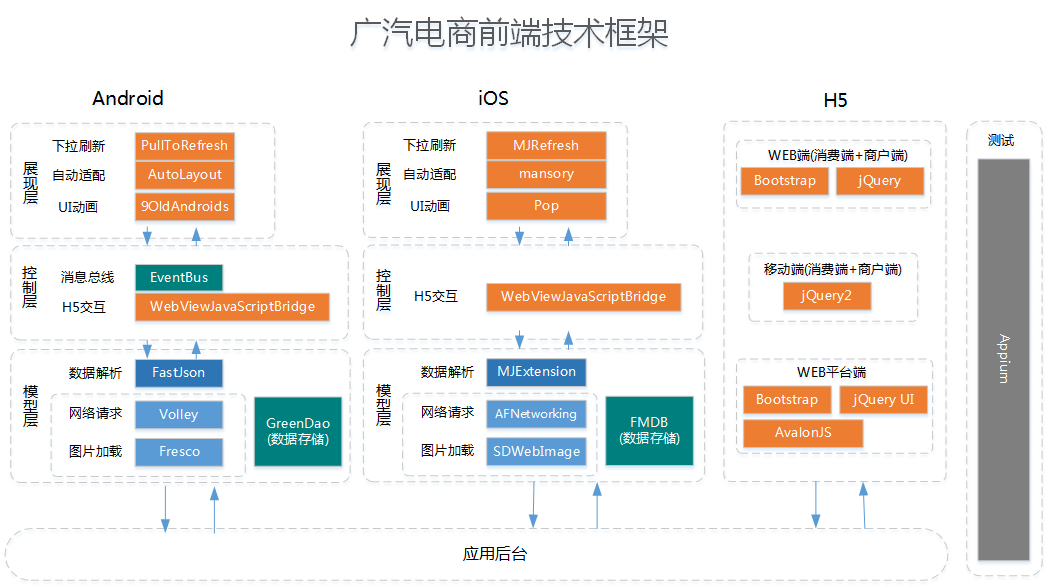 广汽电商前端技术框架
Android
展现层
下拉刷新 PullToRefresh
自动适配 AutoLayout
UI动画 9OldAndroids
控制层
消息总线 EventBus
H5交互 WebViewJavaScriptBridge
模型层
数据解析 FastJson
网络请求 Volley
图片加载 Fresco
GreenDao
(数据存储)
iOS
展现层
下拉刷新 MJRefresh
自动适配 mansory
UI动画 Pop
控制层
H5交互 WebViewJavaScriptBridge
模型层
数据解析 MJExtension
网络请求 AFNetworking
图片加载 SDWebImage
FMDB
(数据存储)
H5
WEB端(消费端+商户端)
Bootstrap jQuery
移动端(消费端+商户端)
jQuery2
WEB平台端
Bootstrap jQuery UI
AvalonJS
测试
Appium
应用后台